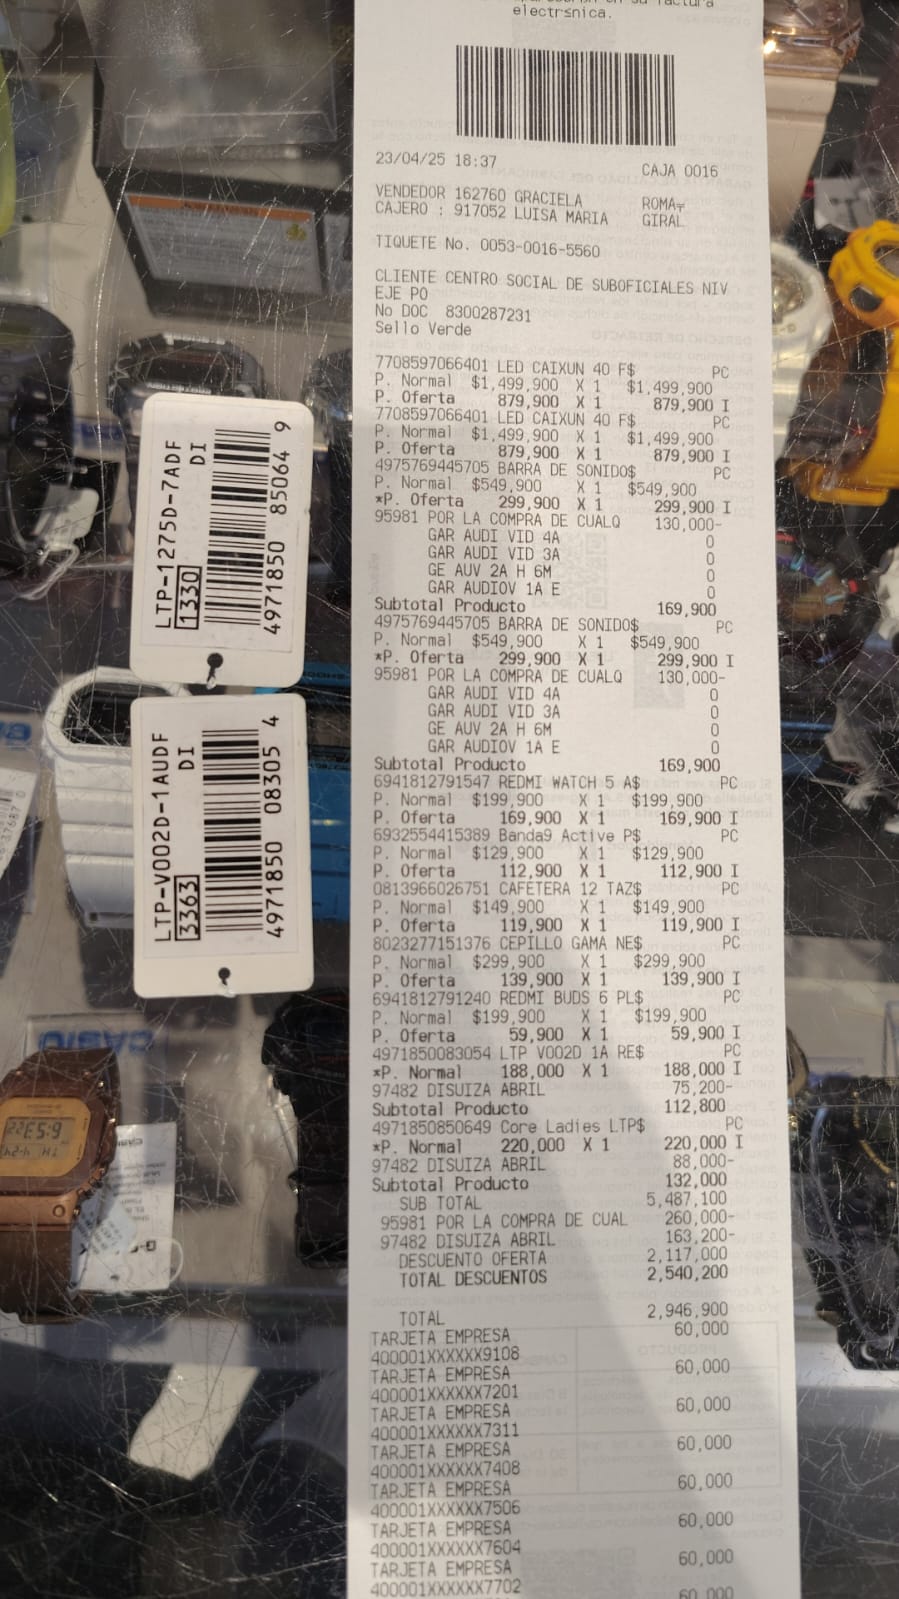 electrsnica.
23/04/25 18:37 CAJA 0016
VENDEDOR 162760 GRACIELA ROMA╤
CAJERO : 917052 LUISA MARIA GIRAL
TIQUETE No. 0053-0016-5560
CLIENTE CENTRO SOCIAL DE SUBOFICIALES NIV
EJE PO
No DOC 8300287231
Sello Verde
7708597066401 LED CAIXUN 40 F$ PC
P. Normal $1,499,900 X 1 $1,499,900
P. Oferta 879,900 X 1 879,900 I
7708597066401 LED CAIXUN 40 F$ PC
P. Normal $1,499,900 X 1 $1,499,900
P. Oferta 879,900 X 1 879,900 I
4975769445705 BARRA DE SONIDO$ PC
P. Normal $549,900 X 1 $549,900
*P. Oferta 299,900 X 1 299,900 I
95981 POR LA COMPRA DE CUALQ 130,000-
GAR AUDI VID 4A 0
GAR AUDI VID 3A 0
GE AUV 2A H 6M 0
GAR AUDIOV 1A E 0
Subtotal Producto 169,900
4975769445705 BARRA DE SONIDO$ PC
P. Normal $549,900 X 1 $549,900
*P. Oferta 299,900 X 1 299,900 I
95981 POR LA COMPRA DE CUALQ 130,000-
GAR AUDI VID 4A 0
GAR AUDI VID 3A 0
GE AUV 2A H 6M 0
GAR AUDIOV 1A E 0
Subtotal Producto 169,900
6941812791547 REDMI WATCH 5 A$ PC
P. Normal $199,900 X 1 $199,900
P. Oferta 169,900 X 1 169,900 I
6932554415389 Banda9 Active P$ PC
P. Normal $129,900 X 1 $129,900
P. Oferta 112,900 X 1 112,900 I
0813966026751 CAFETERA 12 TAZ$ PC
P. Normal $149,900 X 1 $149,900
P. Oferta 119,900 X 1 119,900 I
8023277151376 CEPILLO GAMA NE$ PC
P. Normal $299,900 X 1 $299,900
P. Oferta 139,900 X 1 139,900 I
6941812791240 REDMI BUDS 6 PL$ PC
P. Normal $199,900 X 1 $199,900
P. Oferta 59,900 X 1 59,900 I
4971850083054 LTP V002D 1A RE$ PC
*P. Normal 188,000 X 1 188,000 I
97482 DISUIZA ABRIL 75,200-
Subtotal Producto 112,800
4971850850649 Core Ladies LTP$ PC
*P. Normal 220,000 X 1 220,000 I
97482 DISUIZA ABRIL 88,000-
Subtotal Producto 132,000
SUB TOTAL 5,487,100
95981 POR LA COMPRA DE CUAL 260,000-
97482 DISUIZA ABRIL 163,200-
DESCUENTO OFERTA 2,117,000
TOTAL DESCUENTOS 2,540,200
TOTAL 2,946,900
TARJETA EMPRESA 60,000
400001XXXXXX9108
TARJETA EMPRESA 60,000
400001XXXXXX7201
TARJETA EMPRESA 60,000
400001XXXXXX7311
TARJETA EMPRESA 60,000
400001XXXXXX7408
TARJETA EMPRESA 60,000
400001XXXXXX7506
TARJETA EMPRESA 60,000
400001XXXXXX7604
TARJETA EMPRESA 60,000
400001XXXXXX7702
LTP-1275D-7ADF
DI
1330
4971850 85064 9
LTP-V002D-1AUDF
DI
3363
4971850 08305 4
CASIO